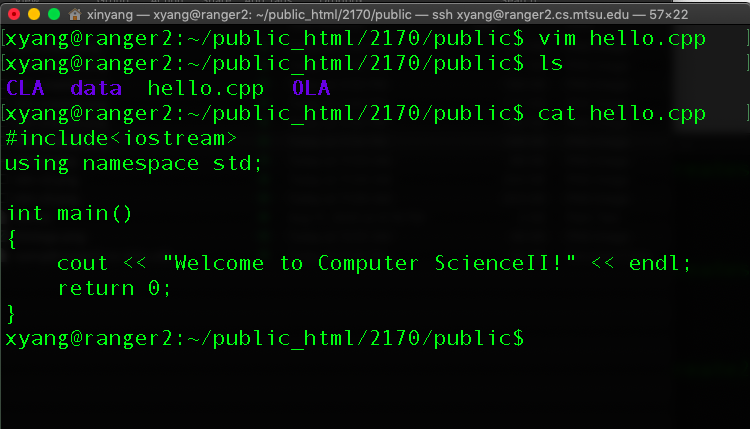 xinyang — xyang@ranger2: ~/public_html/2170/public — ssh xyang@ranger2.cs.mtsu.edu — 57×22
[xyang@ranger2:~/public_html/2170/public$ vim hello.cpp ]
[xyang@ranger2:~/public_html/2170/public$ ls ]
CLA  data  hello.cpp  OLA
[xyang@ranger2:~/public_html/2170/public$ cat hello.cpp ]
#include<iostream>
using namespace std;
int main()
{
    cout << "Welcome to Computer ScienceII!" << endl;
    return 0;
}
xyang@ranger2:~/public_html/2170/public$